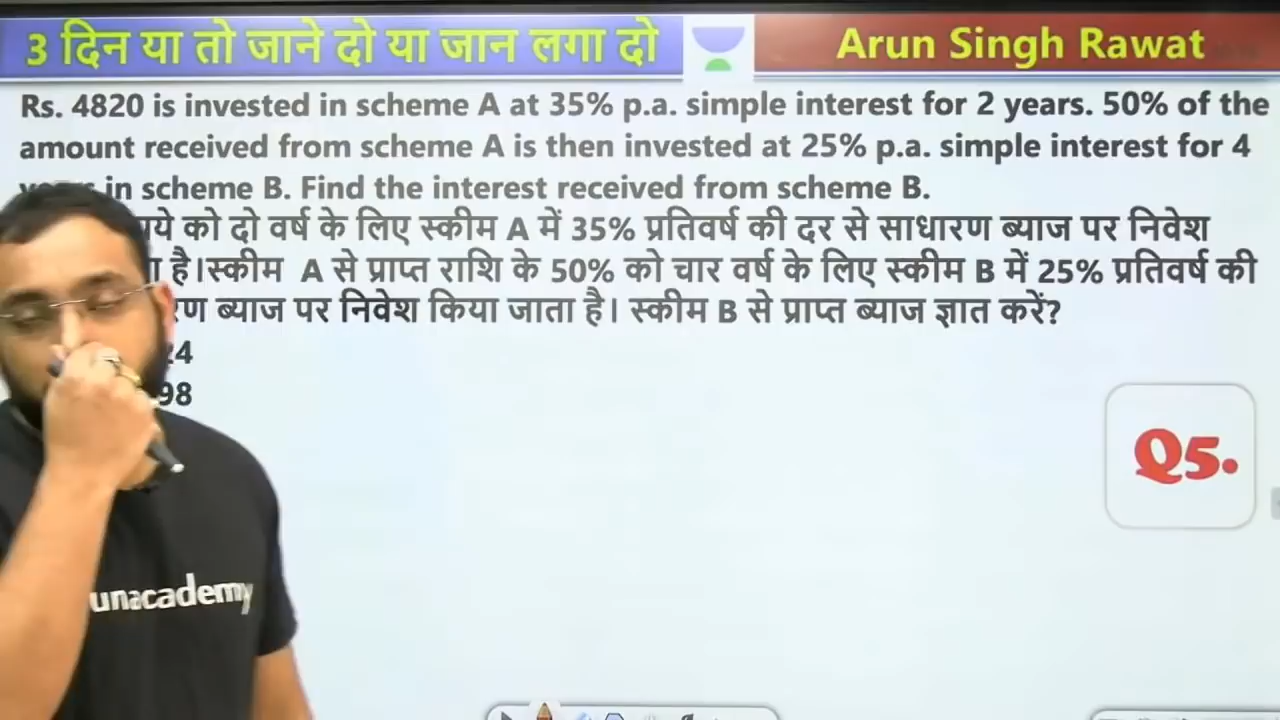 3 दिन या तो जाने दो या जान लगा दो
Arun Singh Rawat
Rs. 4820 is invested in scheme A at 35% p.a. simple interest for 2 years. 50% of the
amount received from scheme A is then invested at 25% p.a. simple interest for 4
in scheme B. Find the interest received from scheme B.
को दो वर्ष के लिए स्कीम A में 35% प्रतिवर्ष की दर से साधारण ब्याज पर निवेश
है।स्कीम A से प्राप्त राशि के 50% को चार वर्ष के लिए स्कीम B में 25% प्रतिवर्ष की
ब्याज पर निवेश किया जाता है। स्कीम B से प्राप्त ब्याज ज्ञात करें?
Q5.
unacademy